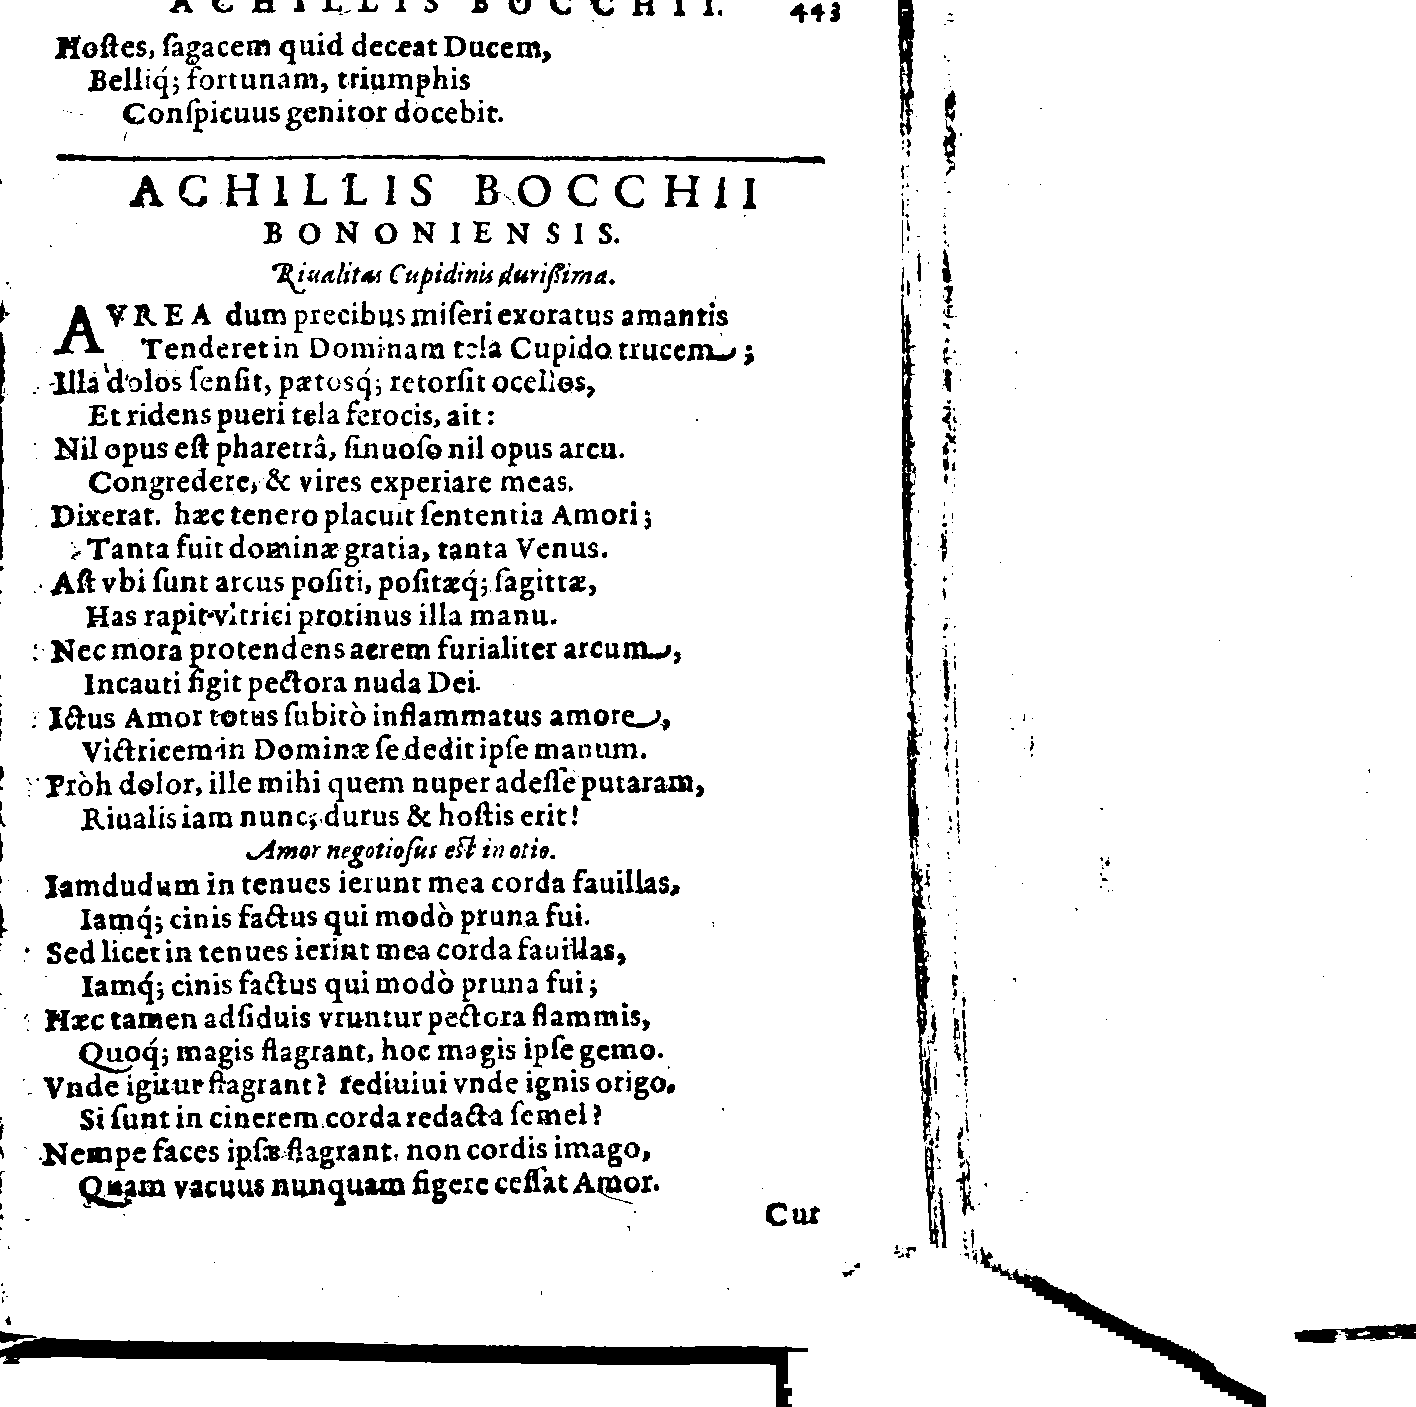 ACHILLIS BOCCHII. 443
Hostes, ſagacem quid deceat Ducem,
Belliq́; fortunam, triumphis
Conſpicuus genitor docebit.
ACHILLIS BOCCHII
BONONIENSIS.
Riualitas Cupidinis durißima.
AVREA dum precibus miſeri exoratus amantis
Tenderet in Dominam tela Cupido trucem;
Illa dolos ſenſit, pætosq́; retorſit ocellos,
Et ridens pueri tela ferocis, ait:
Nil opus eſt pharetrâ, ſinuoſo nil opus arcu.
Congredere, & vires experiare meas.
Dixerat. hæc tenero placuit ſententia Amori;
Tanta fuit dominæ gratia, tanta Venus.
Aſt vbi ſunt arcus poſiti, poſitæq́; ſagittæ,
Has rapit vltrici protinus illa manu.
Nec mora protendens aerem furialiter arcum,
Incauti figit pectora nuda Dei.
Ictus Amor totus ſubitò inflammatus amore,
Victricem in Dominæ ſe dedit ipſe manum.
Pròh dolor, ille mihi quem nuper adeſſe putaram,
Riualis iam nunc, durus & hoſtis erit!
Amor negotioſus eſt in otio.
Iamdudum in tenues ierunt mea corda fauillas,
Iamq́; cinis factus qui modò pruna fui.
Sed licet in tenues ierint mea corda fauillas,
Iamq́; cinis factus qui modò pruna fui;
Hæc tamen adſiduis vruntur pectora flammis,
Quoq́; magis flagrant, hoc magis ipſe gemo.
Vnde igitur flagrant? rediuiui vnde ignis origo,
Si ſunt in cinerem corda redacta ſemel?
Nempe faces ipſæ flagrant, non cordis imago,
Quam vacuus nunquam figere ceſſat Amor.
Cur